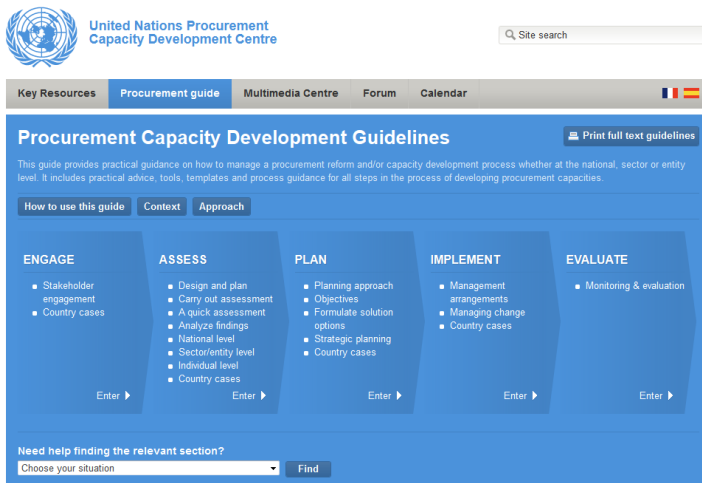 United Nations Procurement
Capacity Development Centre
Site search
Key Resources
Procurement guide
Multimedia Centre
Forum
Calendar
Procurement Capacity Development Guidelines
Print full text guidelines
This guide provides practical guidance on how to manage a procurement reform and/or capacity development process whether at the national, sector or entity
level. It includes practical advice, tools, templates and process guidance for all steps in the process of developing procurement capacities.
How to use this guide
Context
Approach
ENGAGE
Stakeholder
engagement
Country cases
Enter
ASSESS
Design and plan
Carry out assessment
A quick assessment
Analyze findings
National level
Sector/entity level
Individual level
Country cases
Enter
PLAN
Planning approach
Objectives
Formulate solution
options
Strategic planning
Country cases
Enter
IMPLEMENT
Management
arrangements
Managing change
Country cases
Enter
EVALUATE
Monitoring & evaluation
Enter
Need help finding the relevant section?
Choose your situation
Find